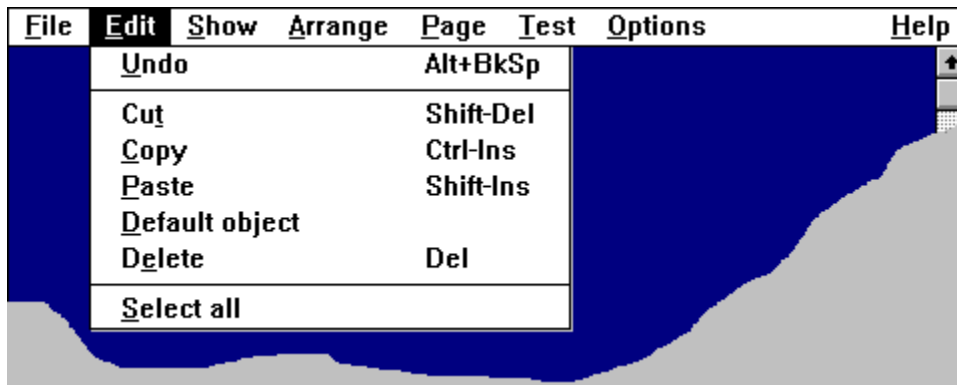 File Edit Show Arrange Page Test Options Help
Undo Alt+BkSp
Cut Shift-Del
Copy Ctrl-Ins
Paste Shift-Ins
Default object
Delete Del
Select all